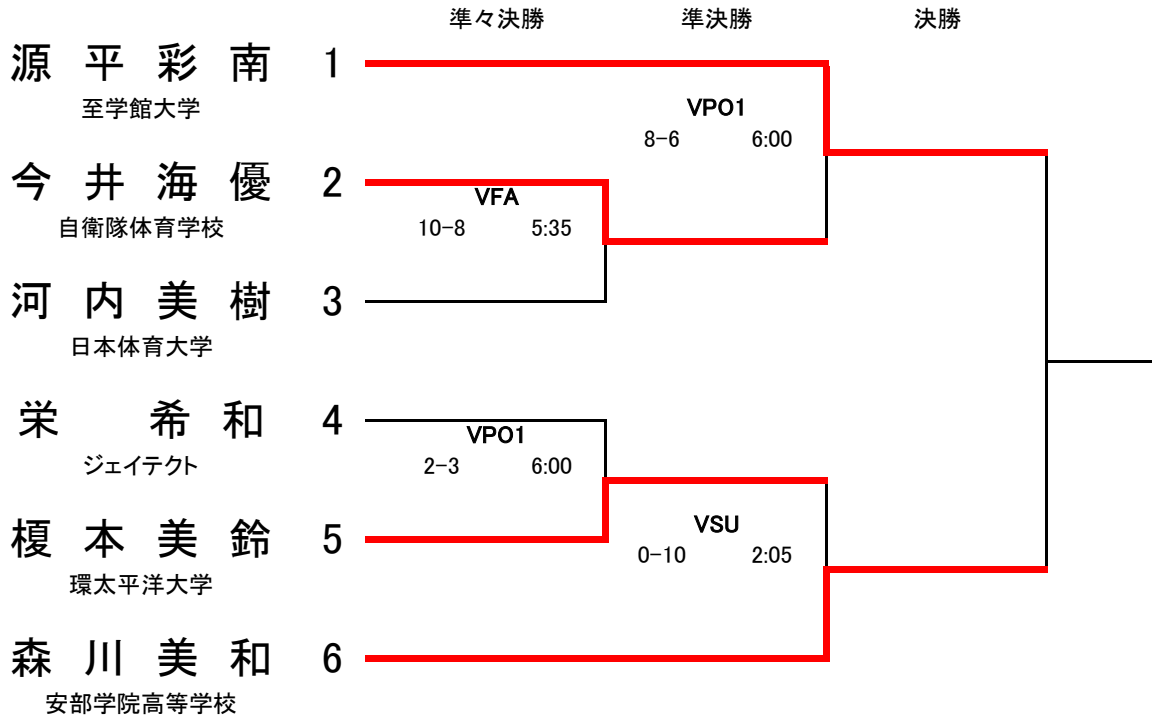 準々決勝 準決勝 決勝
源平彩南 1
至学館大学
VPO1
8-6 6:00
今井海優 2
自衛隊体育学校
VFA
10-8 5:35
河内美樹 3
日本体育大学
栄希和 4
ジェイテクト
VPO1
2-3 6:00
榎本美鈴 5
環太平洋大学
VSU
0-10 2:05
森川美和 6
安部学院高等学校